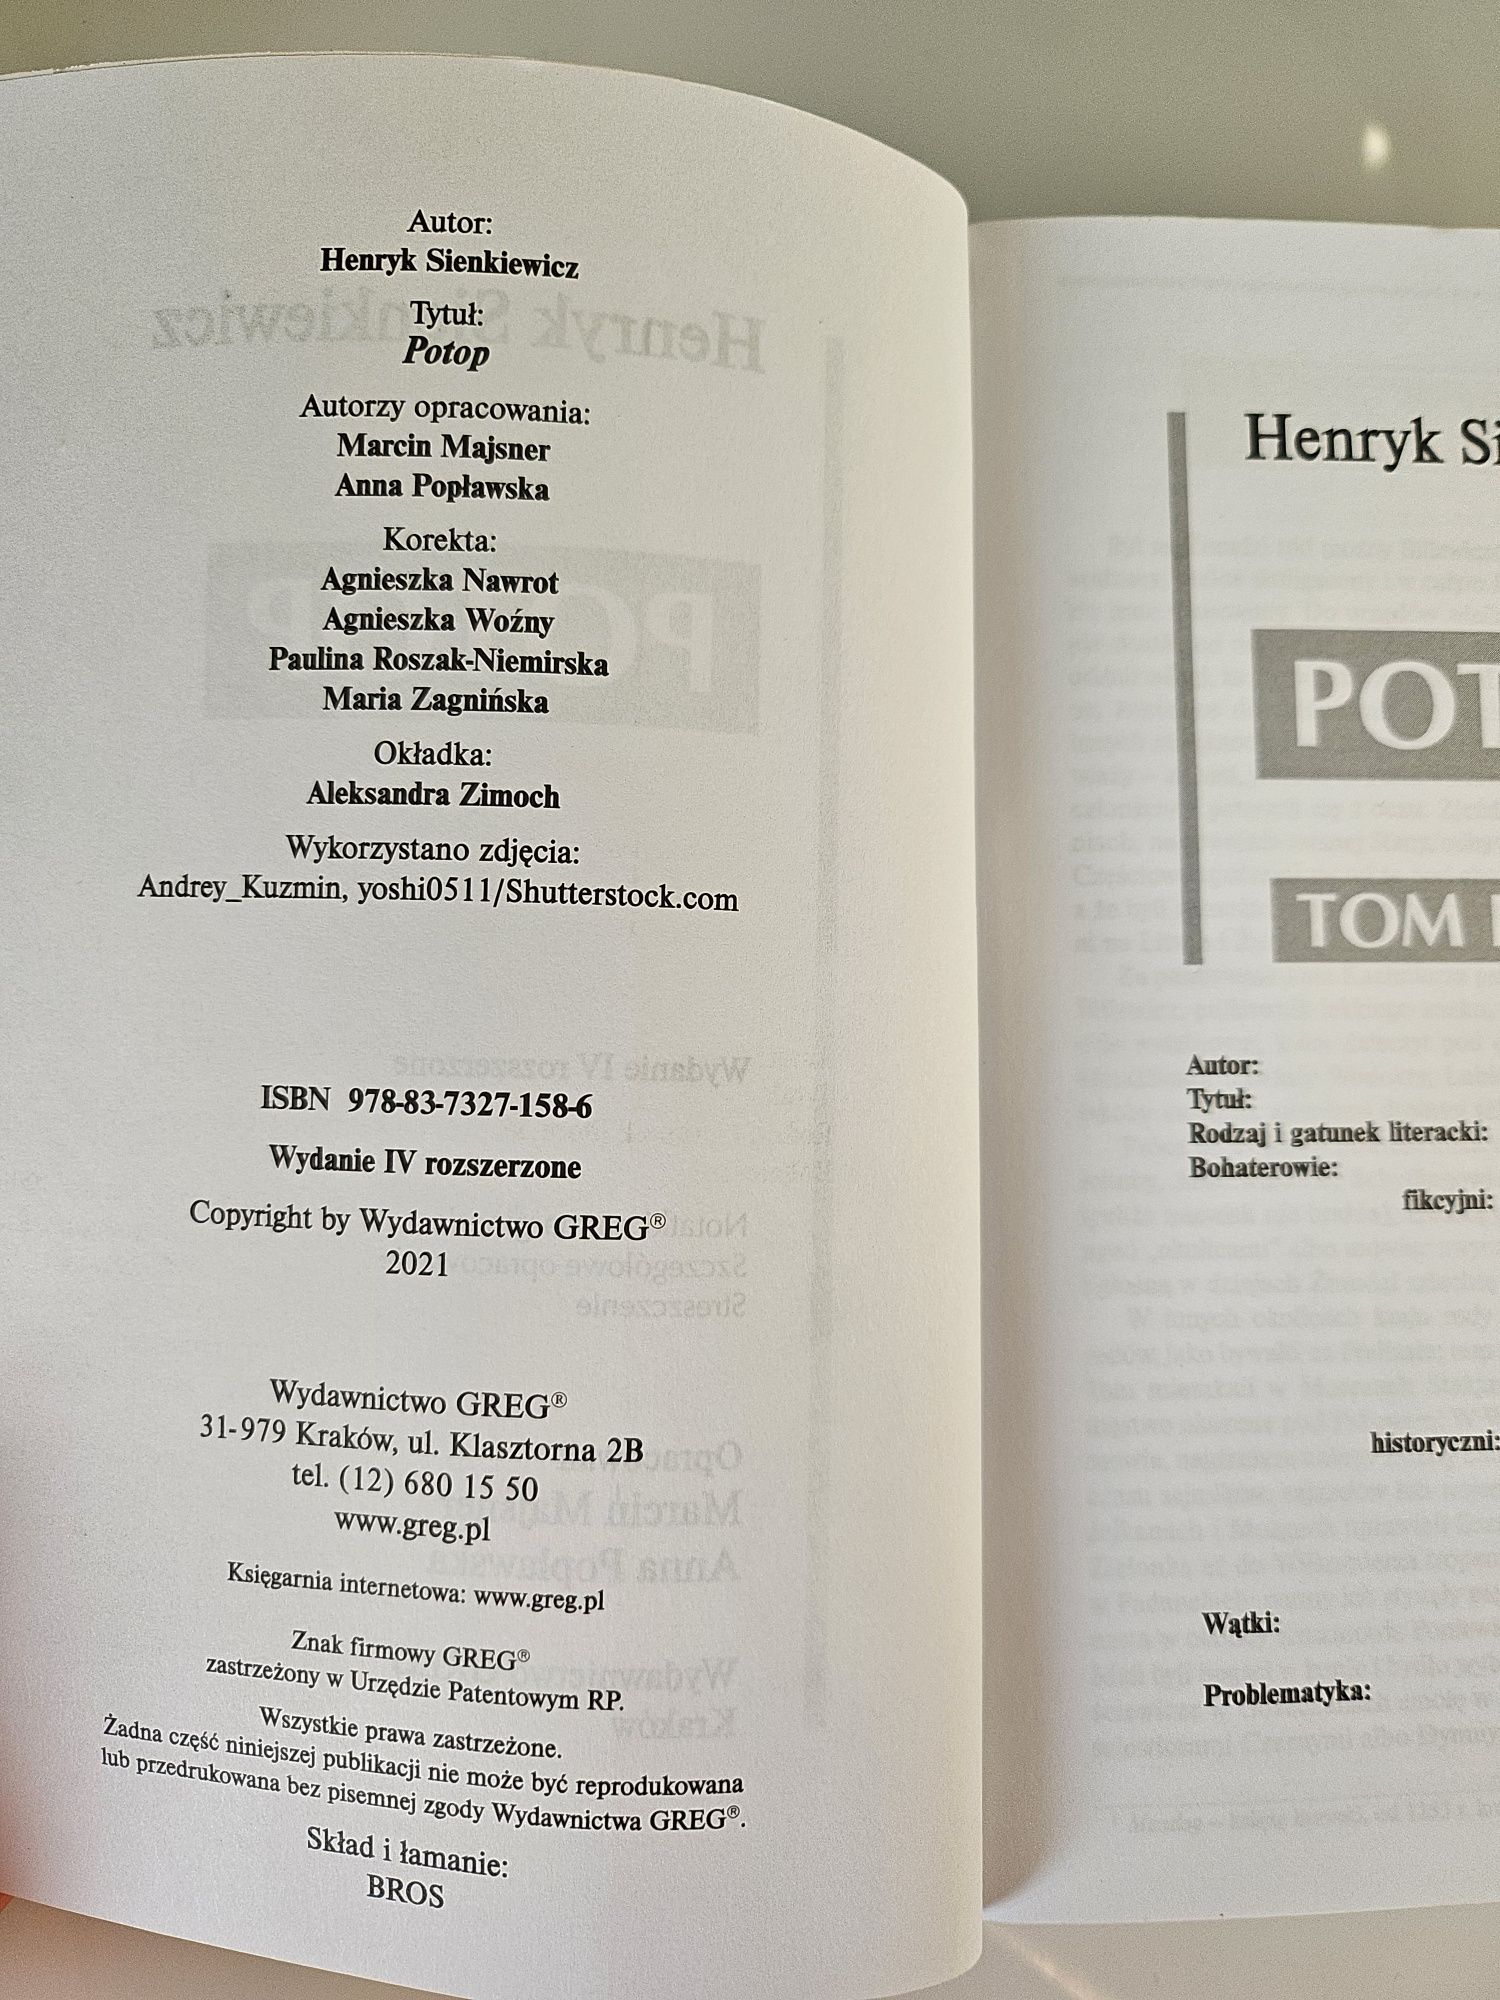 Autor:
Henryk Sienkiewicz
Tytuł:
Potop
Autorzy opracowania:
Marcin Majsner
Anna Popławska
Korekta:
Agnieszka Nawrot
Agnieszka Woźny
Paulina Roszak-Niemirska
Maria Zagnińska
Okładka:
Aleksandra Zimoch
Wykorzystano zdjęcia:
Andrey_Kuzmin, yoshi0511/Shutterstock.com
ISBN 978-83-7327-158-6
Wydanie IV rozszerzone
Copyright by Wydawnictwo GREG®
2021
Wydawnictwo GREG®
31-979 Kraków, ul. Klasztorna 2B
tel. (12) 680 15 50
www.greg.pl
Księgarnia internetowa: www.greg.pl
Znak firmowy GREG®
zastrzeżony w Urzędzie Patentowym RP.
Wszystkie prawa zastrzeżone.
Żadna część niniejszej publikacji nie może być reprodukowana
lub przedrukowana bez pisemnej zgody Wydawnictwa GREG®.
Skład i łamanie:
BROS
Henryk Si
POT
TOM
Autor:
Tytuł:
Rodzaj i gatunek literacki:
Bohaterowie:
fikcyjni:
historyczni:
Wątki:
Problematyka: